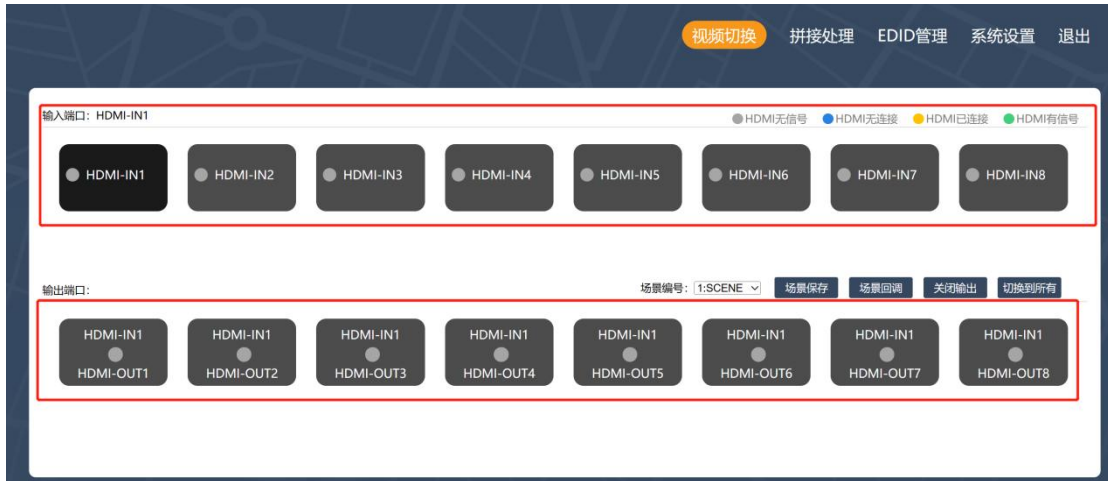 视频切换 拼接处理 EDID管理 系统设置 退出
输入端口：HDMI-IN1 HDMI无信号 HDMI无连接 HDMI已连接 HDMI有信号
HDMI-IN1 HDMI-IN2 HDMI-IN3 HDMI-IN4 HDMI-IN5 HDMI-IN6 HDMI-IN7 HDMI-IN8
输出端口： 场景编号：1:SCENE 场景保存 场景回调 关闭输出 切换到所有
HDMI-IN1 HDMI-IN1 HDMI-IN1 HDMI-IN1 HDMI-IN1 HDMI-IN1 HDMI-IN1 HDMI-IN1
HDMI-OUT1 HDMI-OUT2 HDMI-OUT3 HDMI-OUT4 HDMI-OUT5 HDMI-OUT6 HDMI-OUT7 HDMI-OUT8